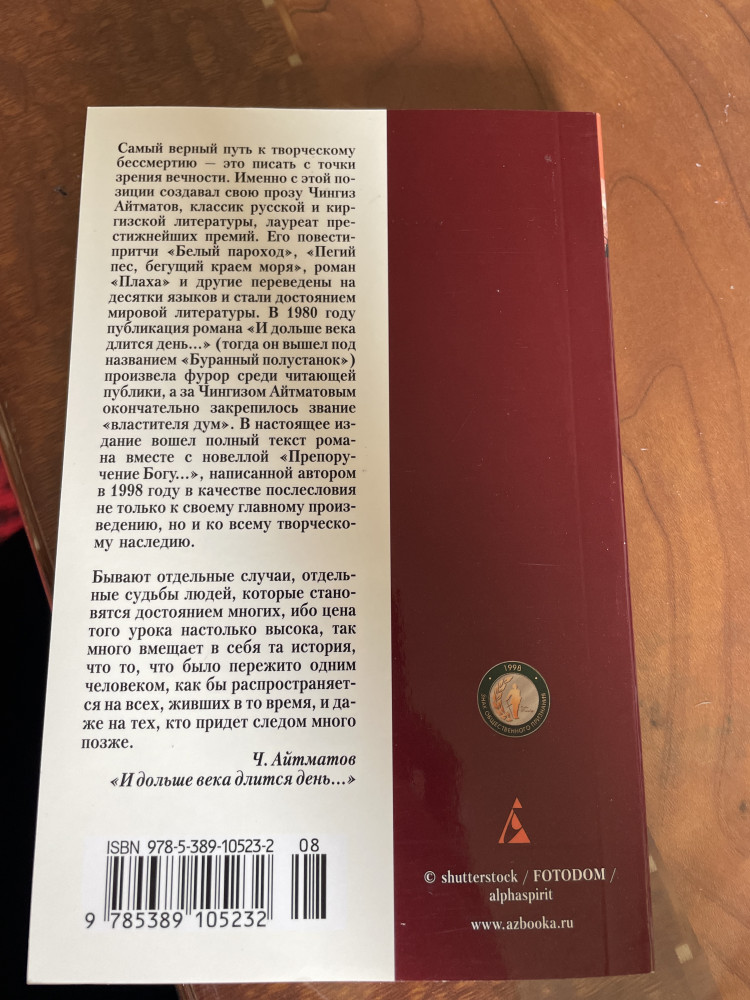 Самый верный путь к творческому
бессмертию — это писать с точки
зрения вечности. Именно с этой по-
зиции создавал свою прозу Чингиз
Айтматов, классик русской и кир-
гизской литературы, лауреат пре-
стижнейших премий. Его повести-
притчи «Белый пароход», «Пегий
пес, бегущий краем моря», роман
«Плаха» и другие переведены на
десятки языков и стали достоянием
мировой литературы. В 1980 году
публикация романа «И дольше века
длится день...» (тогда он вышел под
названием «Буранный полустанок»)
произвела фурор среди читающей
публики, а за Чингизом Айтматовым
окончательно закрепилось звание
«властителя дум». В настоящее из-
дание вошел полный текст рома-
на вместе с новеллой «Препору-
чение Богу...», написанной автором
в 1998 году в качестве послесловия
не только к своему главному произ-
ведению, но и ко всему творческо-
му наследию.
Бывают отдельные случаи, отдель-
ные судьбы людей, которые стано-
вятся достоянием многих, ибо цена
того урока настолько высока, так
много вмещает в себя та история,
что то, что было пережито одним
человеком, как бы распространяет-
ся на всех, живших в то время, и да-
же на тех, кто придет следом много
позже.
Ч. Айтматов
«И дольше века длится день...»
ISBN 978-5-389-10523-2 08
9 785389 105232
1998
ЗНАК ОБЩЕСТВЕННОГО ПРИЗНАНИЯ
© shutterstock / FOTODOM /
alphaspirit
www.azbooka.ru